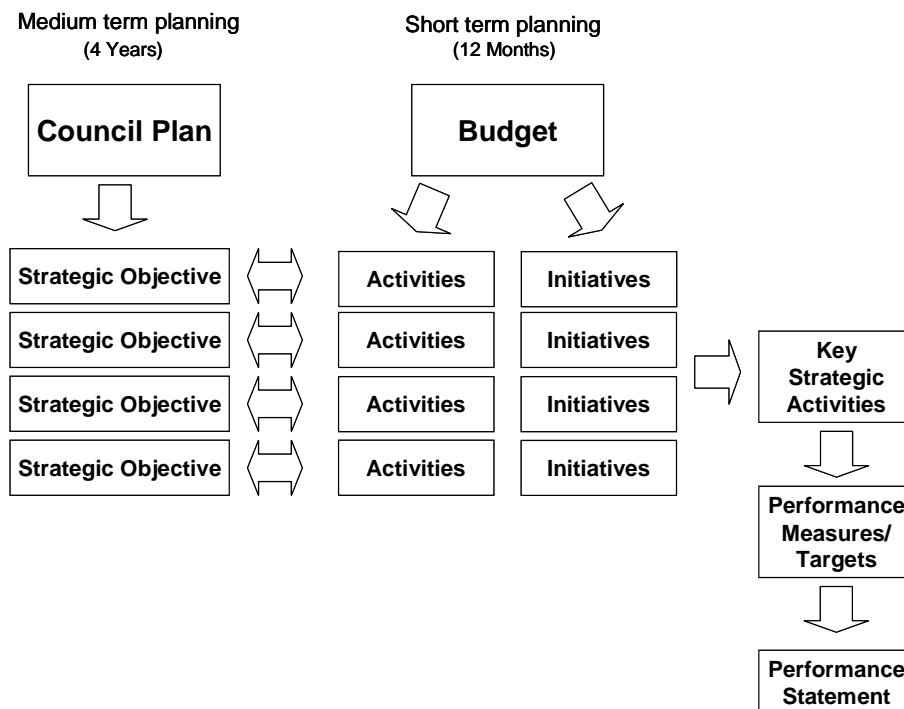 Medium term planning
(4 Years)
Short term planning
(12 Months)
Council Plan
Budget
Strategic Objective
Activities
Initiatives
Strategic Objective
Activities
Initiatives
Strategic Objective
Activities
Initiatives
Strategic Objective
Activities
Initiatives
Key
Strategic
Activities
Performance
Measures/
Targets
Performance
Statement